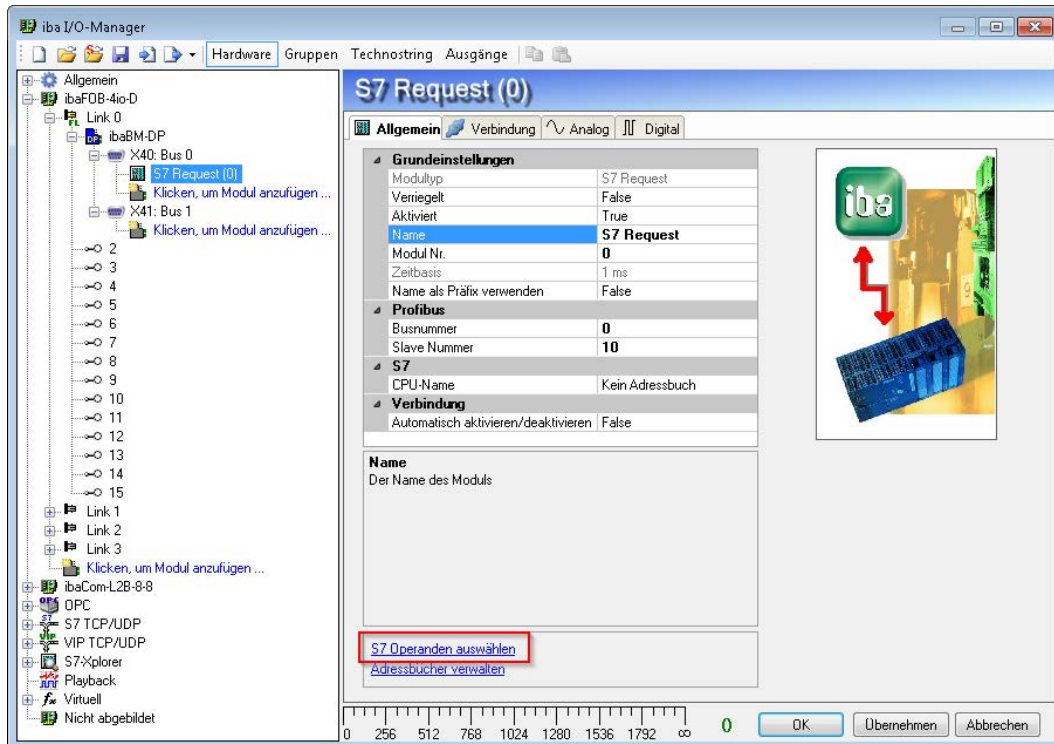 iba I/O-Manager
Hardware Gruppen Technostring Ausgänge
Allgemein
ibaFOB-4io-D
Link 0
ibaBM-DP
X40: Bus 0
S7 Request (0)
Klicken, um Modul anzufügen ...
X41: Bus 1
Klicken, um Modul anzufügen ...
2
3
4
5
6
7
8
9
10
11
12
13
14
15
Link 1
Link 2
Link 3
Klicken, um Modul anzufügen ...
ibaCom-L2B-8-8
OPC
S7 TCP/UDP
VIP TCP/UDP
S7-Xplorer
Playback
Virtuell
Nicht abgebildet
S7 Request (0)
Allgemein Verbindung Analog Digital
Grundeinstellungen
Modultyp S7 Request
Verriegelt False
Aktiviert True
Name S7 Request
Modul Nr. 0
Zeitbasis 1 ms
Name als Präfix verwenden False
Profibus
Busnummer 0
Slave Nummer 10
S7
CPU-Name Kein Adressbuch
Verbindung
Automatisch aktivieren/deaktivieren False
Name
Der Name des Moduls
S7 Operanden auswählen
Adressbücher verwalten
iba
0 256 512 768 1024 1280 1536 1792 ∞ 0
OK Übernehmen Abbrechen